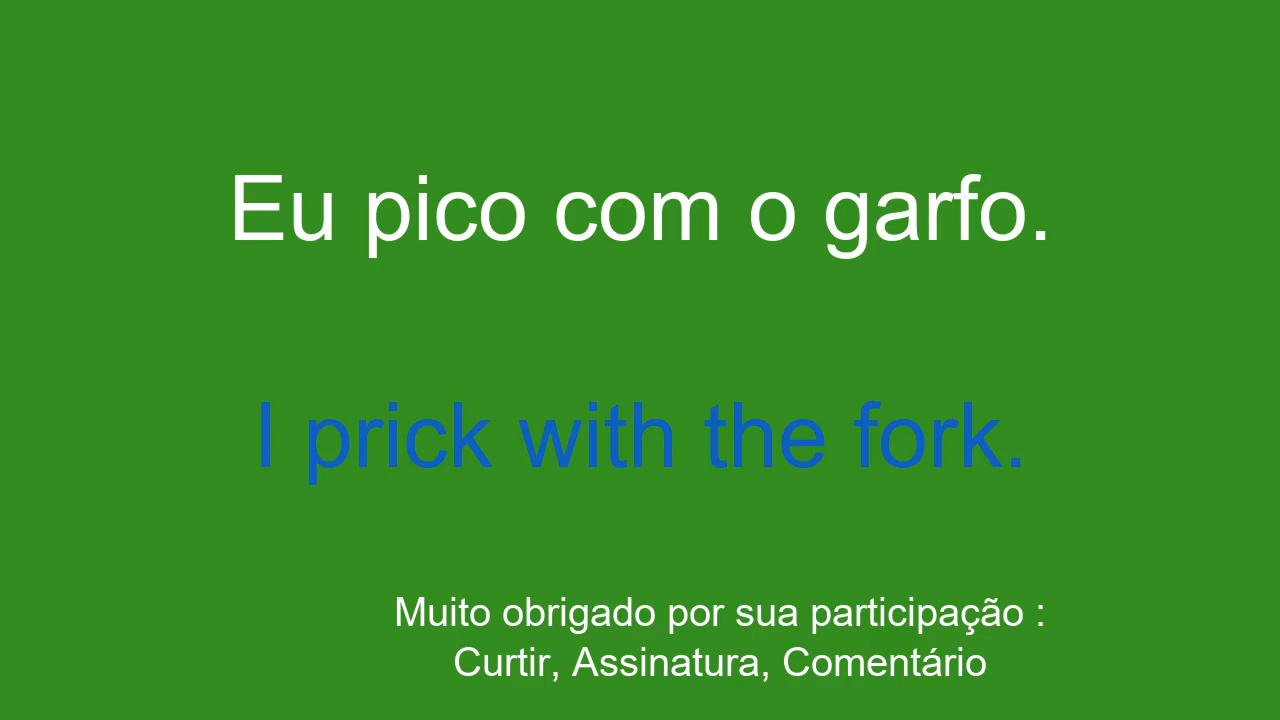 Eu pico com o garfo.
I prick with the fork.
Muito obrigado por sua participação :
Curtir, Assinatura, Comentário